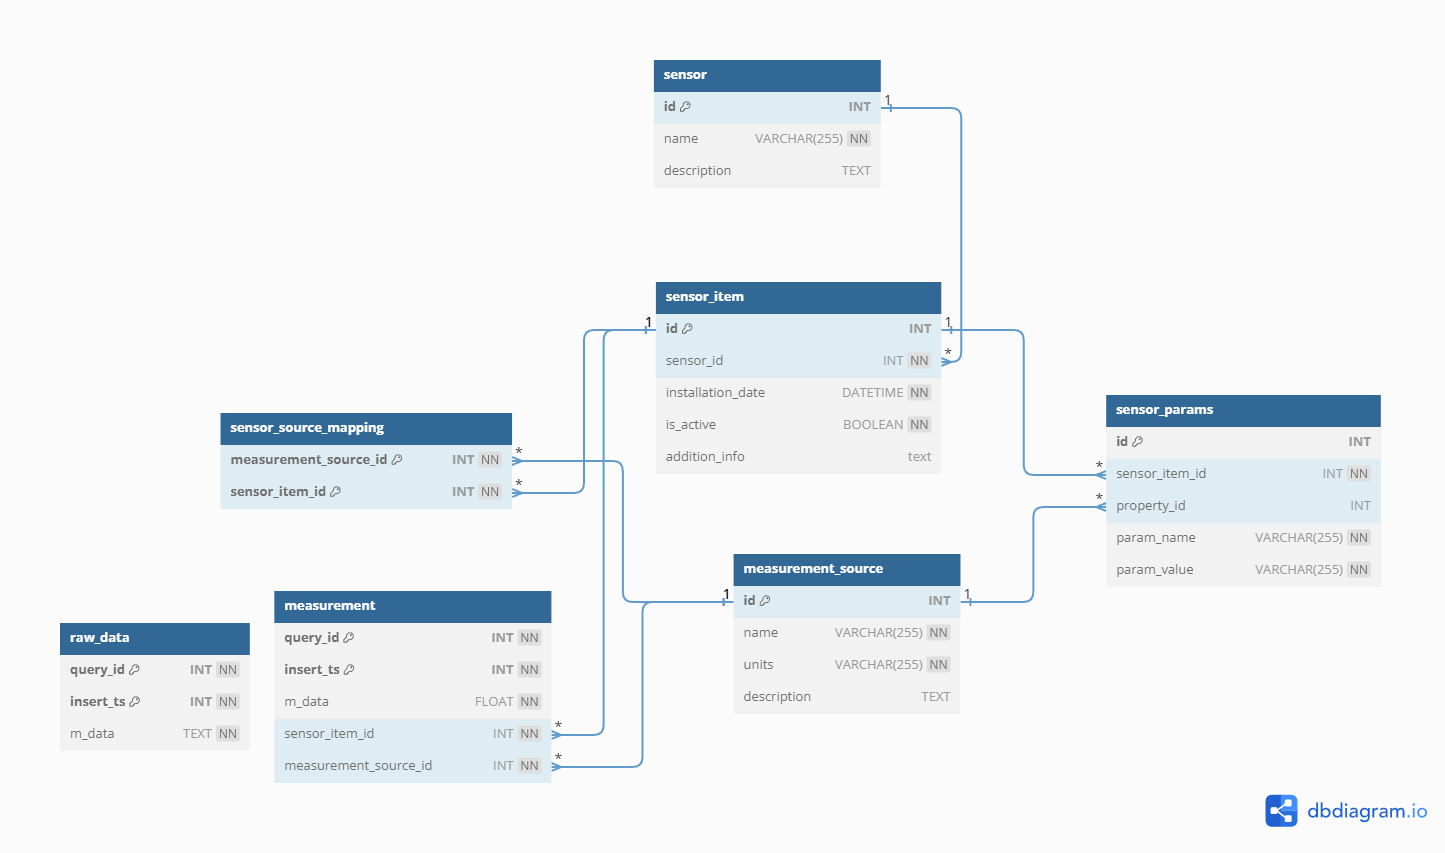 sensor
id INT
name VARCHAR(255) NN
description TEXT
1
sensor_item
id INT
sensor_id INT NN
installation_date DATETIME NN
is_active BOOLEAN NN
addition_info text
1
1
*
sensor_params
id INT
sensor_item_id INT NN
property_id INT
param_name VARCHAR(255) NN
param_value VARCHAR(255) NN
*
*
sensor_source_mapping
measurement_source_id INT NN
sensor_item_id INT NN
*
*
measurement_source
id INT
name VARCHAR(255) NN
units VARCHAR(255) NN
description TEXT
1
1
measurement
query_id INT NN
insert_ts INT NN
m_data FLOAT NN
sensor_item_id INT NN
measurement_source_id INT NN
*
*
raw_data
query_id INT NN
insert_ts INT NN
m_data TEXT NN
dbdiagram.io